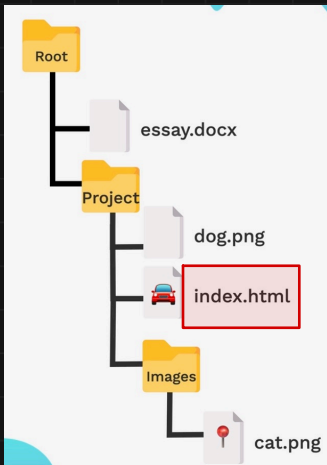 Root
essay.docx
Project
dog.png
index.html
Images
cat.png